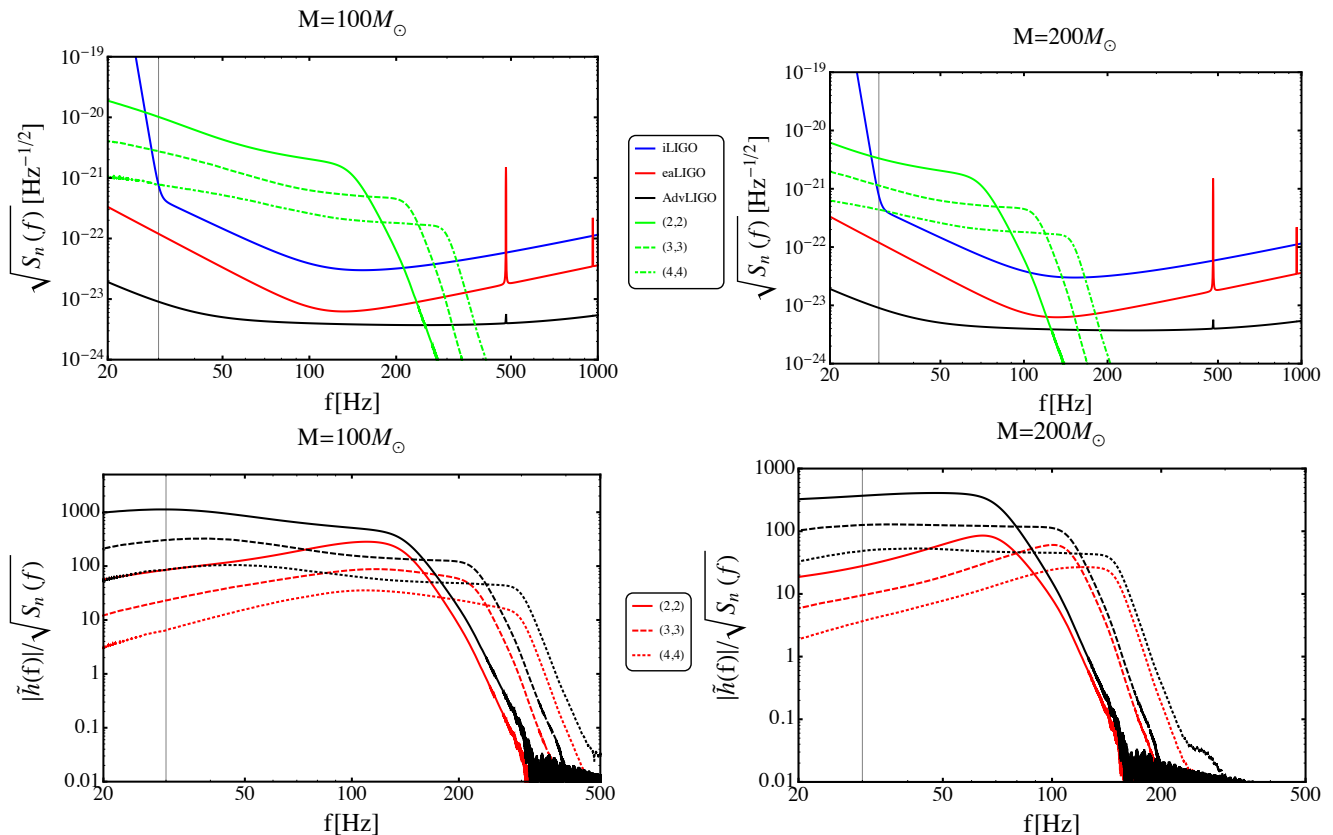 M=100M⊙
M=200M⊙
√S_n(f) [Hz^{-1/2}]
10^{-19}
10^{-20}
10^{-21}
10^{-22}
10^{-23}
10^{-24}
20 50 100 200 500 1000
f[Hz]
iLIGO
eaLIGO
AdvLIGO
(2,2)
(3,3)
(4,4)
√S_n(f) [Hz^{-1/2}]
10^{-19}
10^{-20}
10^{-21}
10^{-22}
10^{-23}
10^{-24}
20 50 100 200 500 1000
f[Hz]
M=100M⊙
M=200M⊙
|h̃(f)|/√S_n(f)
1000
100
10
1
0.1
0.01
20 50 100 200 500
f[Hz]
(2,2)
(3,3)
(4,4)
|h̃(f)|/√S_n(f)
1000
100
10
1
0.1
0.01
20 50 100 200 500
f[Hz]